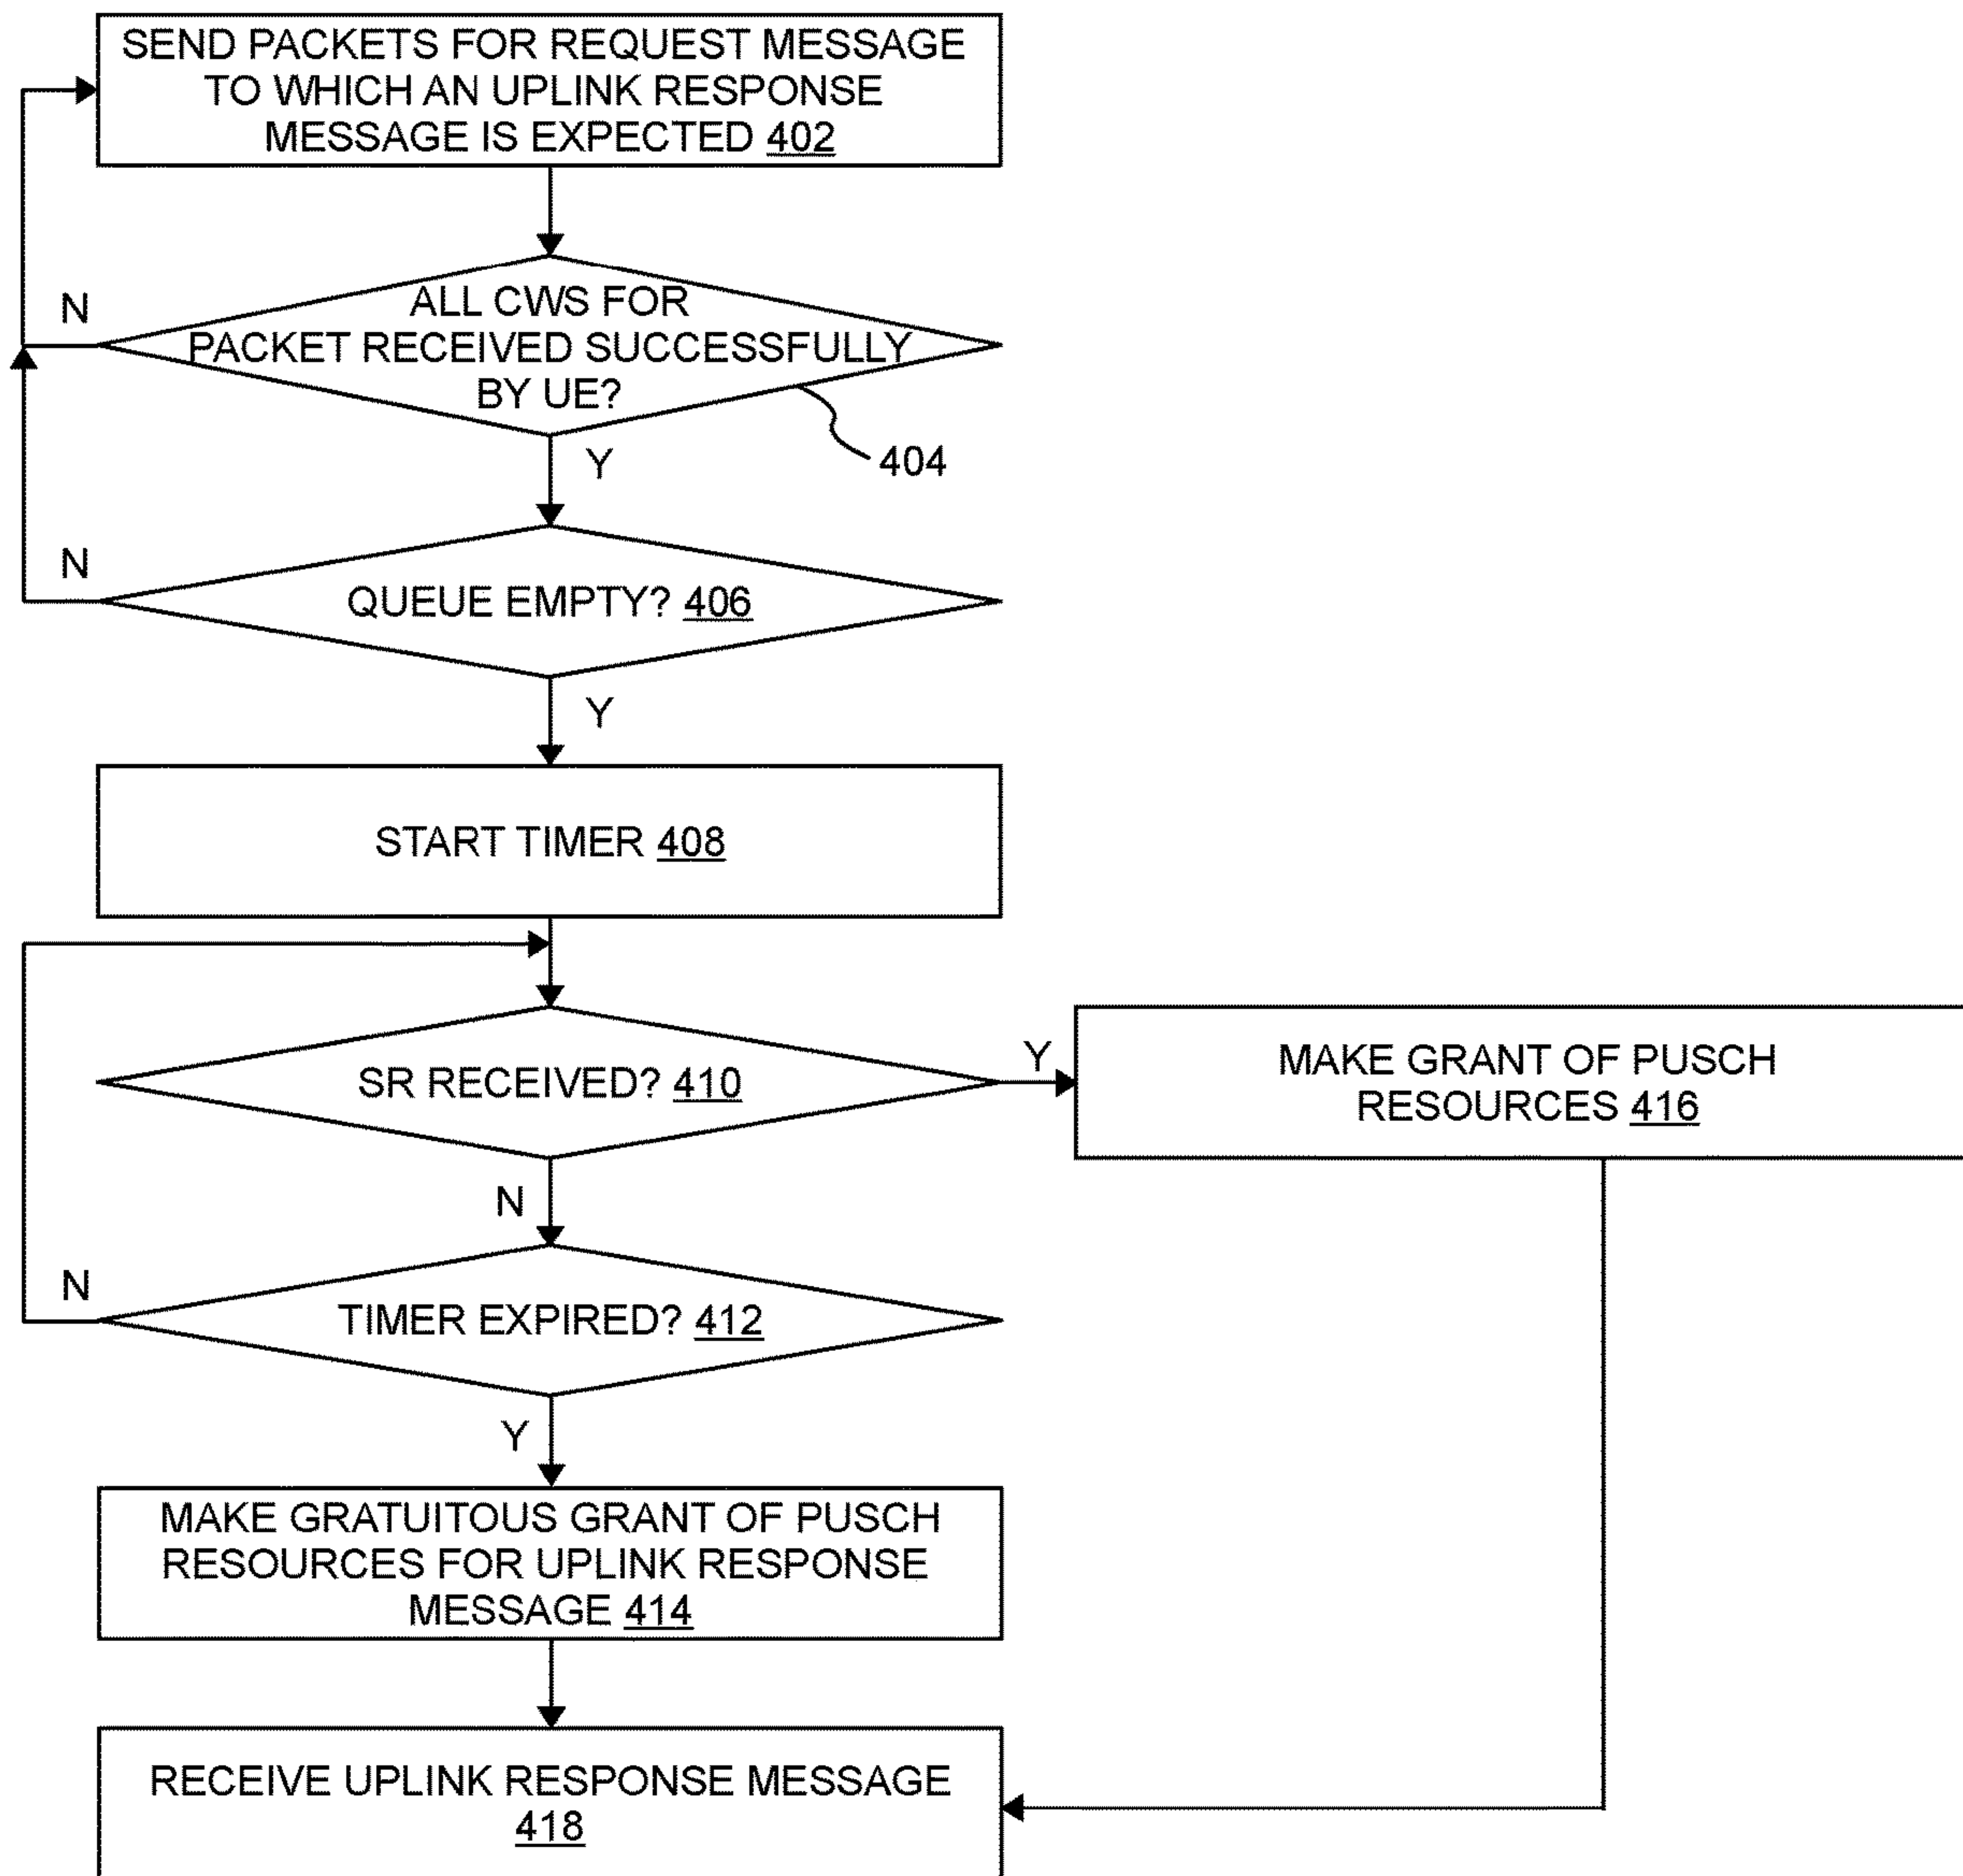 SEND PACKETS FOR REQUEST MESSAGE
TO WHICH AN UPLINK RESPONSE
MESSAGE IS EXPECTED 402
N
ALL CWS FOR
PACKET RECEIVED SUCCESSFULLY
BY UE?
Y
404
N
QUEUE EMPTY? 406
Y
START TIMER 408
SR RECEIVED? 410
Y
MAKE GRANT OF PUSCH
RESOURCES 416
N
N
TIMER EXPIRED? 412
Y
MAKE GRATUITOUS GRANT OF PUSCH
RESOURCES FOR UPLINK RESPONSE
MESSAGE 414
RECEIVE UPLINK RESPONSE MESSAGE
418